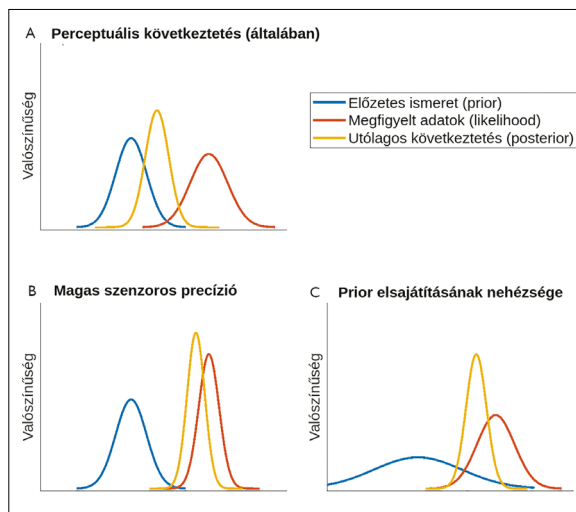 A Perceptuális következtetés (általában)
Valószínűség
Előzetes ismeret (prior)
Megfigyelt adatok (likelihood)
Utólagos következtetés (posterior)
B Magas szenzoros precízió
Valószínűség
C Prior elsajátításának nehézsége
Valószínűség